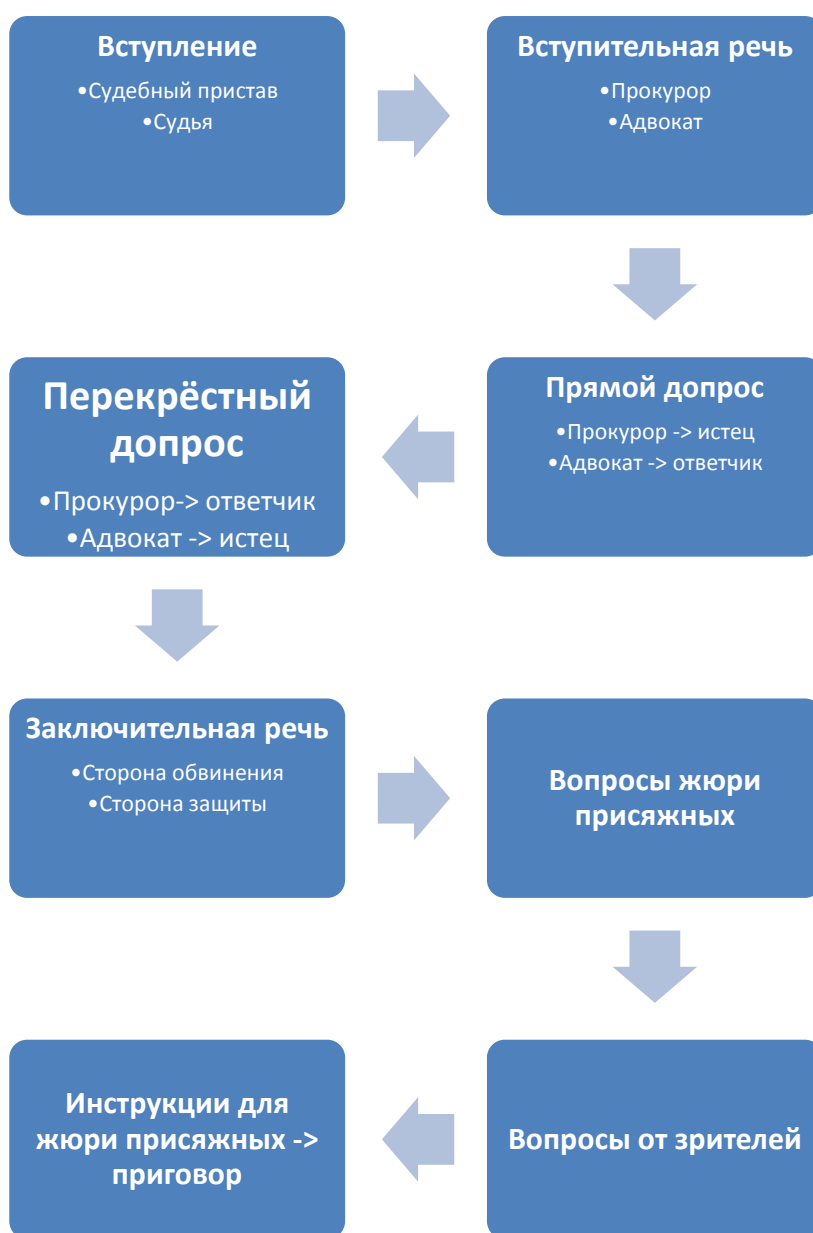 Вступление
•Судебный пристав
•Судья
Вступительная речь
•Прокурор
•Адвокат
Прямой допрос
•Прокурор -> истец
•Адвокат -> ответчик
Перекрёстный
допрос
•Прокурор-> ответчик
•Адвокат -> истец
Заключительная речь
•Сторона обвинения
•Сторона защиты
Вопросы жюри
присяжных
Вопросы от зрителей
Инструкции для
жюри присяжных ->
приговор